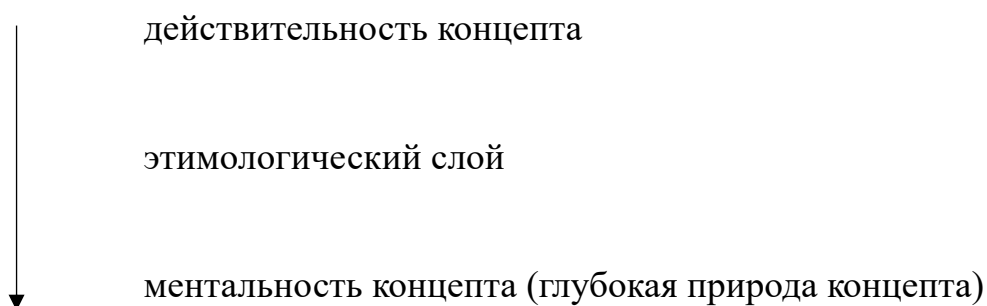 действительность концепта
этимологический слой
ментальность концепта (глубокая природа концепта)